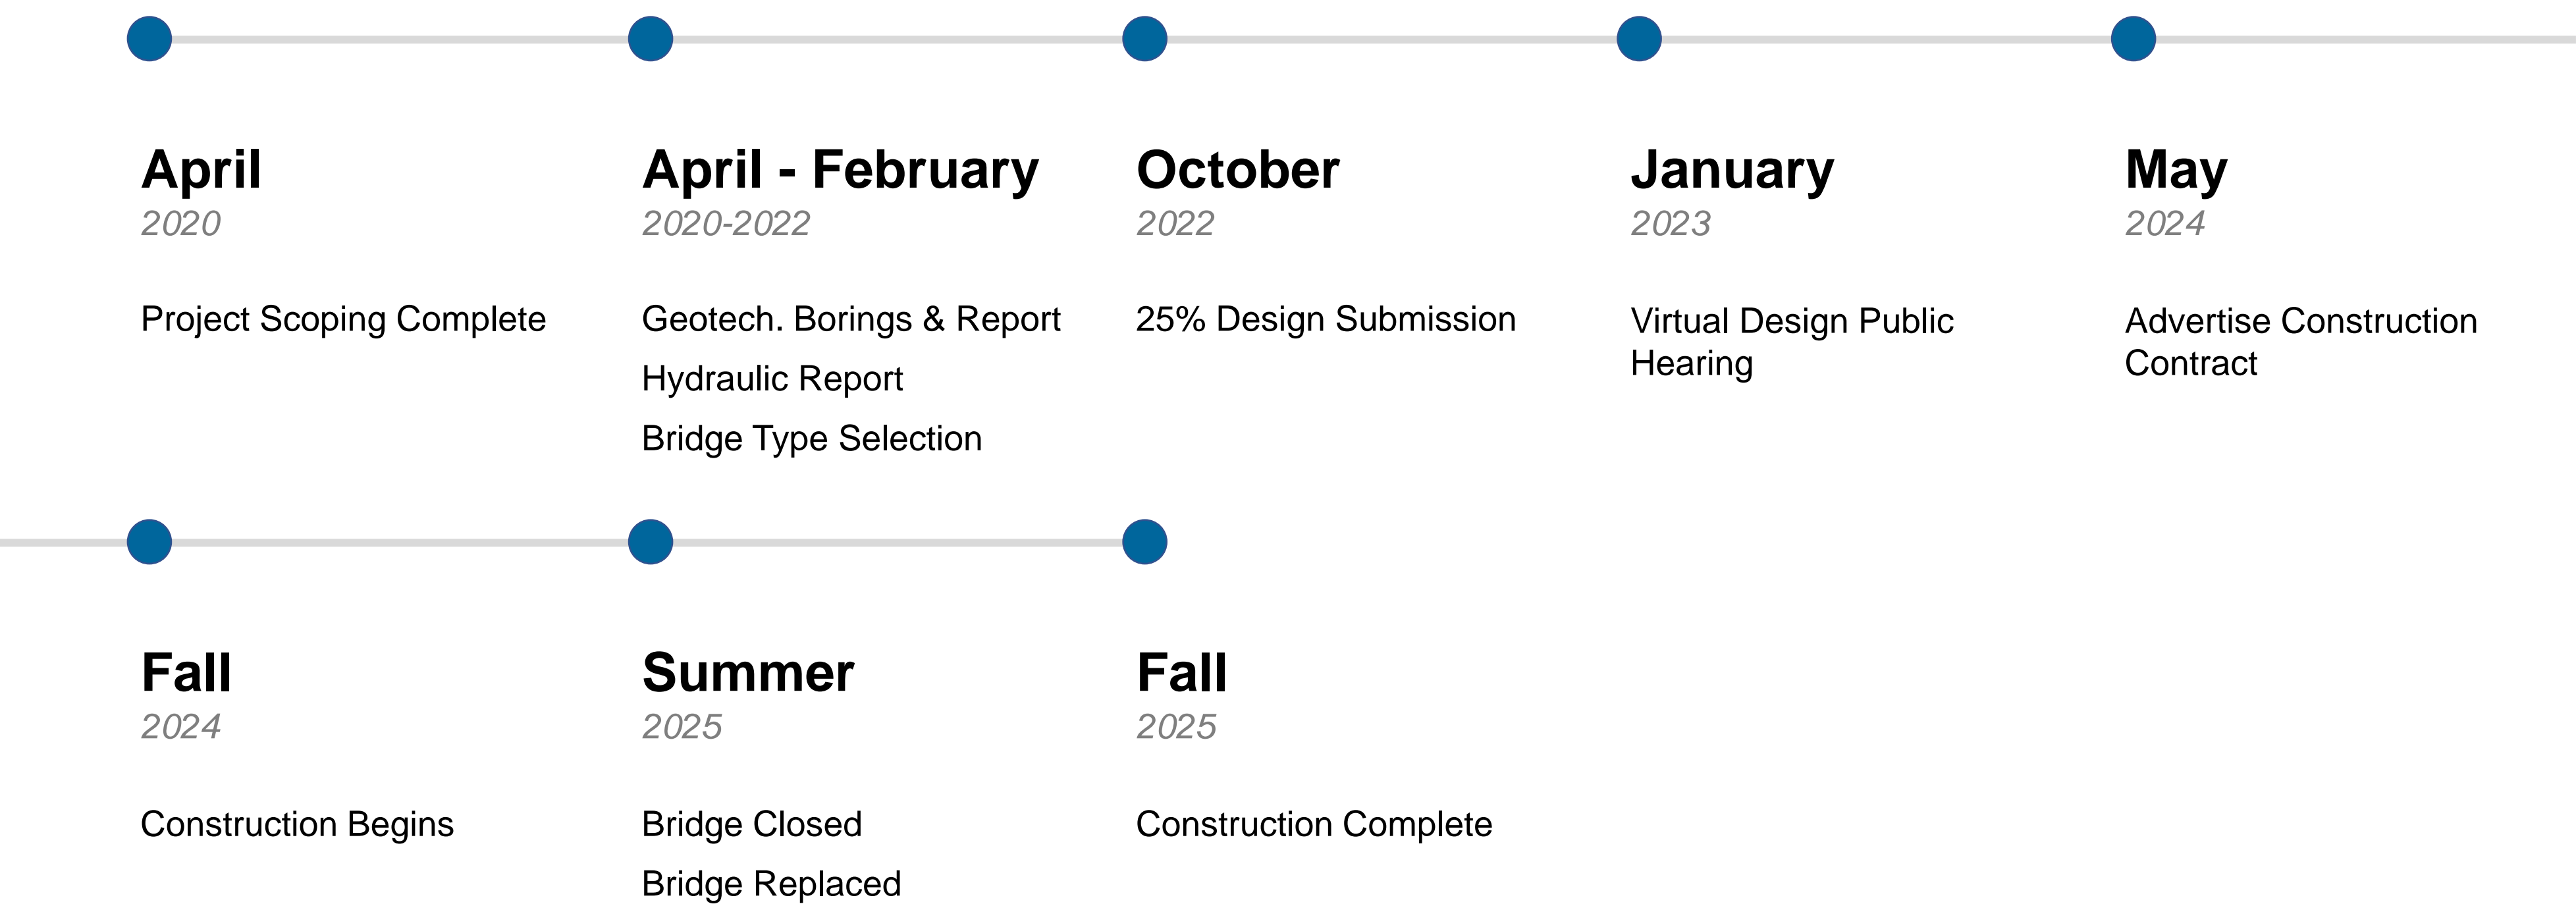 April
2020
Project Scoping Complete
April - February
2020-2022
Geotech. Borings & Report
Hydraulic Report
Bridge Type Selection
October
2022
25% Design Submission
January
2023
Virtual Design Public
Hearing
May
2024
Advertise Construction
Contract
Fall
2024
Construction Begins
Summer
2025
Bridge Closed
Bridge Replaced
Fall
2025
Construction Complete